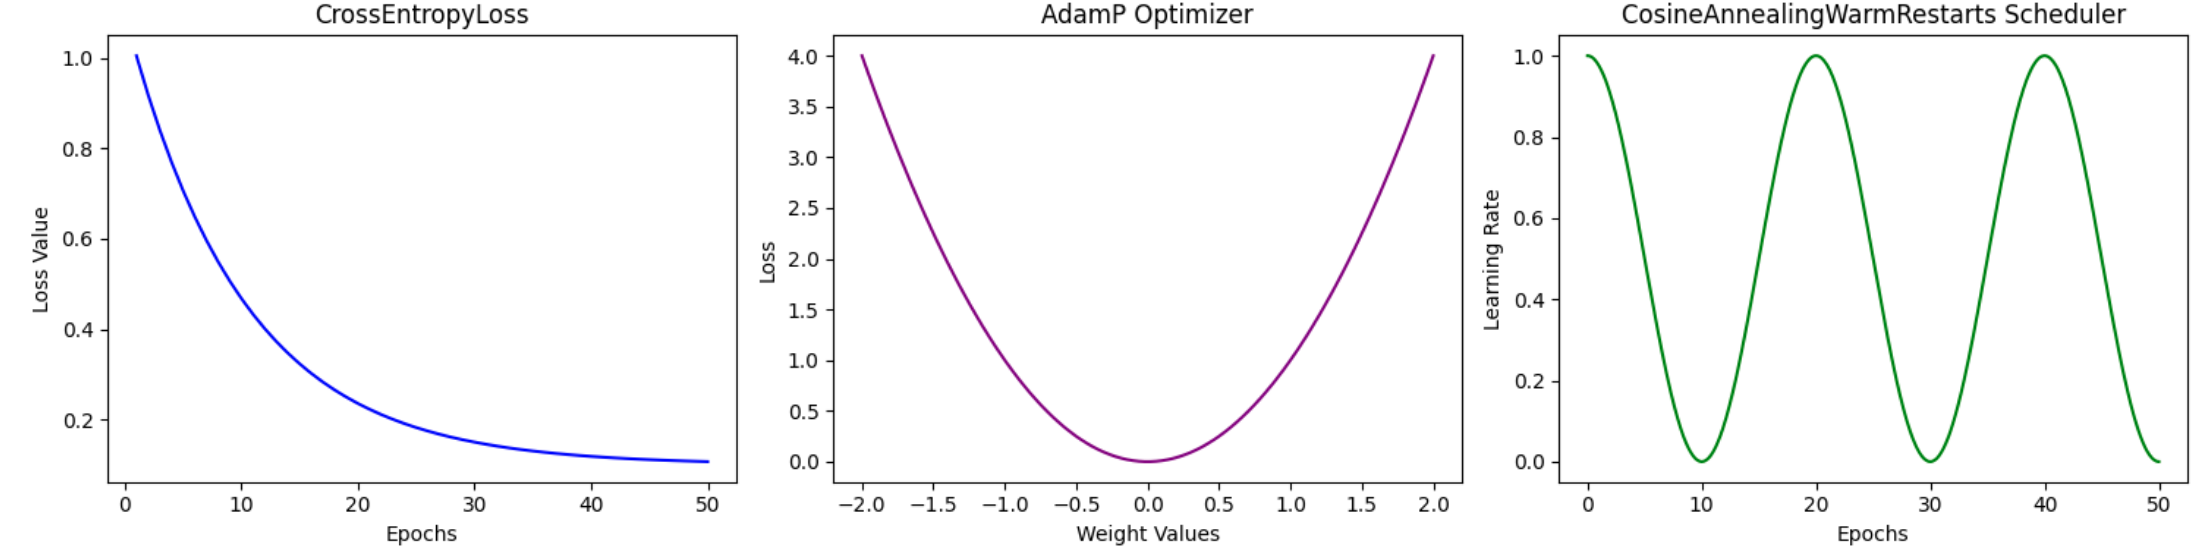 CrossEntropyLoss
Loss Value
1.0
0.8
0.6
0.4
0.2
0 10 20 30 40 50
Epochs
AdamP Optimizer
Loss
4.0
3.5
3.0
2.5
2.0
1.5
1.0
0.5
0.0
−2.0 −1.5 −1.0 −0.5 0.0 0.5 1.0 1.5 2.0
Weight Values
CosineAnnealingWarmRestarts Scheduler
Learning Rate
1.0
0.8
0.6
0.4
0.2
0.0
0 10 20 30 40 50
Epochs